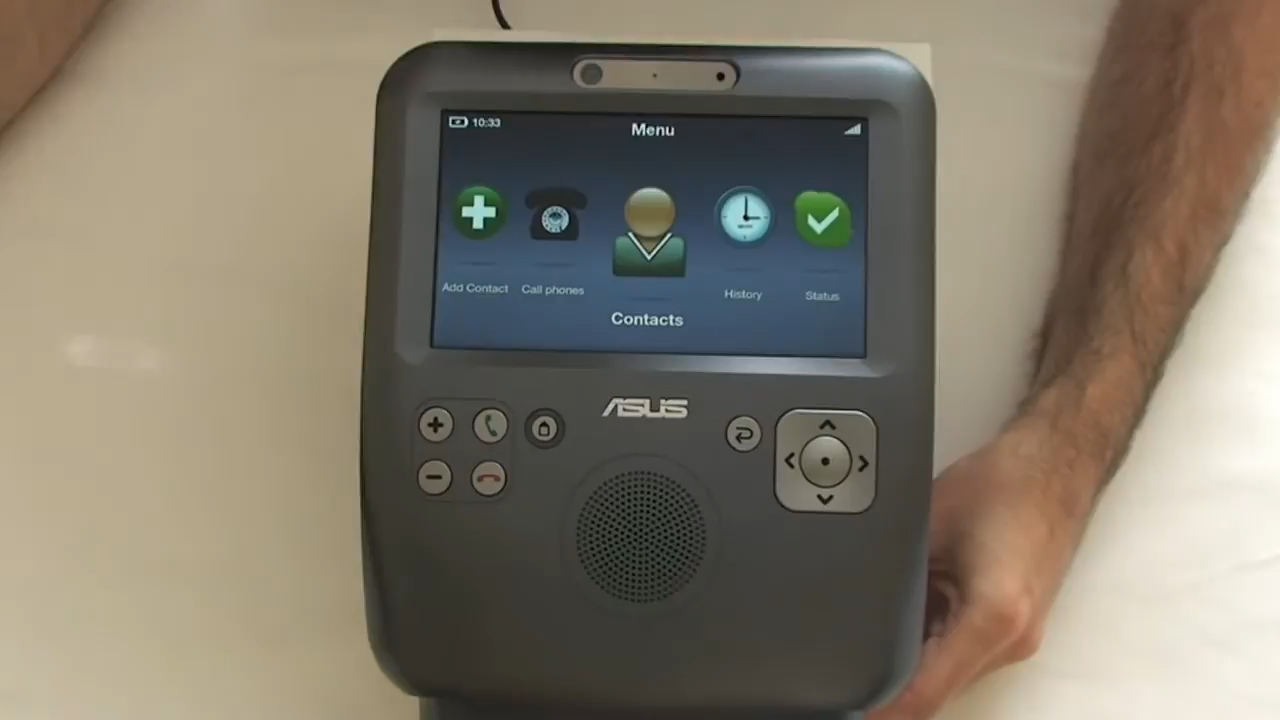 10:33
Menu
Add Contact
Call phones
Contacts
History
Status
ASUS